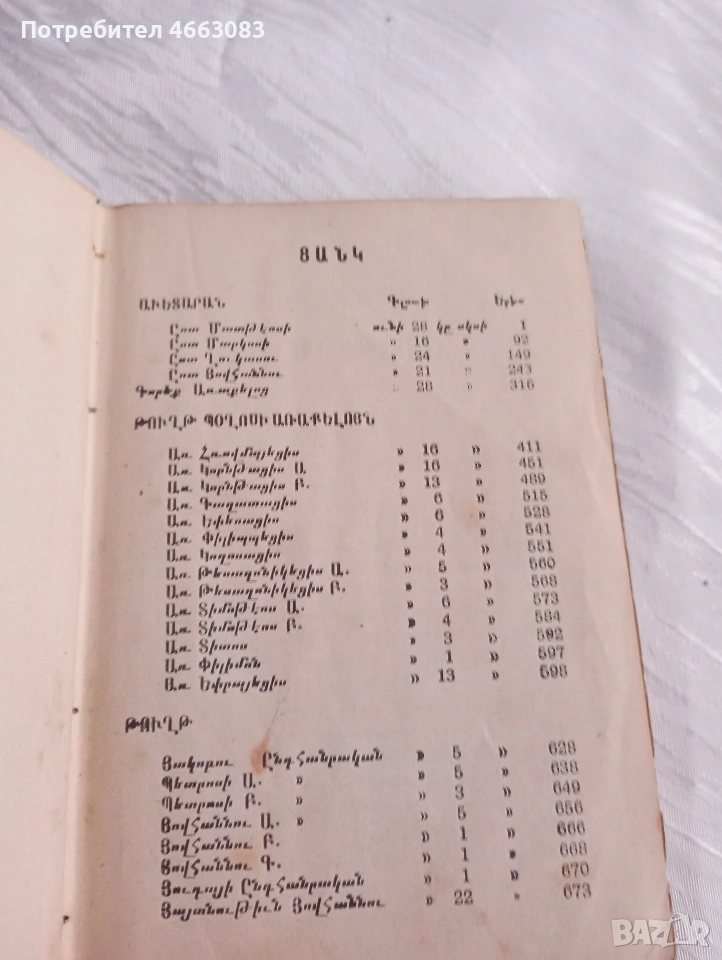 Потребител 4663083
ՑԱՆԿ
ԱՒԵՏԱՐԱՆ Գլու-ի Երես
Ըստ Մատթէոսի ունի 28 կը սկսի 1
Ըստ Մարկոսի » 16 » 92
Ըստ Ղուկասու » 24 » 149
Ըստ Յովհաննու » 21 » 243
Գործք Առաքելոց » 28 » 316
ԹՈՒՂԹ ՊՕՂՈՍԻ ԱՌԱՔԵԼՈՅՆ
Առ Հռովմայեցիս » 16 » 411
Առ Կորնթացիս Ա. » 16 » 451
Առ Կորնթացիս Բ. » 13 » 489
Առ Գաղատացիս » 6 » 515
Առ Եփեսացիս » 6 » 528
Առ Փիլիպպեցիս » 4 » 541
Առ Կողոսացիս » 4 » 551
Առ Թեսաղոնիկեցիս Ա. » 5 » 560
Առ Թեսաղոնիկեցիս Բ. » 3 » 568
Առ Տիմոթէոս Ա. » 6 » 573
Առ Տիմոթէոս Բ. » 4 » 584
Առ Տիտոս » 3 » 592
Առ Փիլիմոն » 1 » 597
Առ Եբրայեցիս » 13 » 598
ԹՈՒՂԹ
Յակոբու Ընդհանրական » 5 » 628
Պետրոսի Ա. » » 5 » 638
Պետրոսի Բ. » » 3 » 649
Յովհաննու Ա. » » 5 » 656
Յովհաննու Բ. » 1 » 666
Յովհաննու Գ. » 1 » 668
Յուդայի Ընդհանրական » 1 » 670
Յայտնութիւն Յովհաննու » 22 » 673
BAZAR